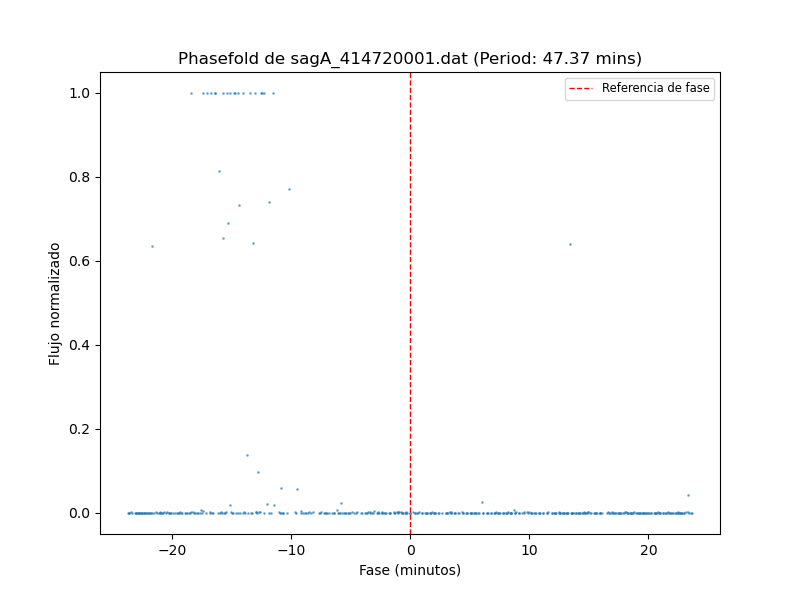 Phasefold de sagA_414720001.dat (Period: 47.37 mins)
Referencia de fase
1.0
0.8
0.6
0.4
0.2
0.0
Flujo normalizado
−20
−10
0
10
20
Fase (minutos)